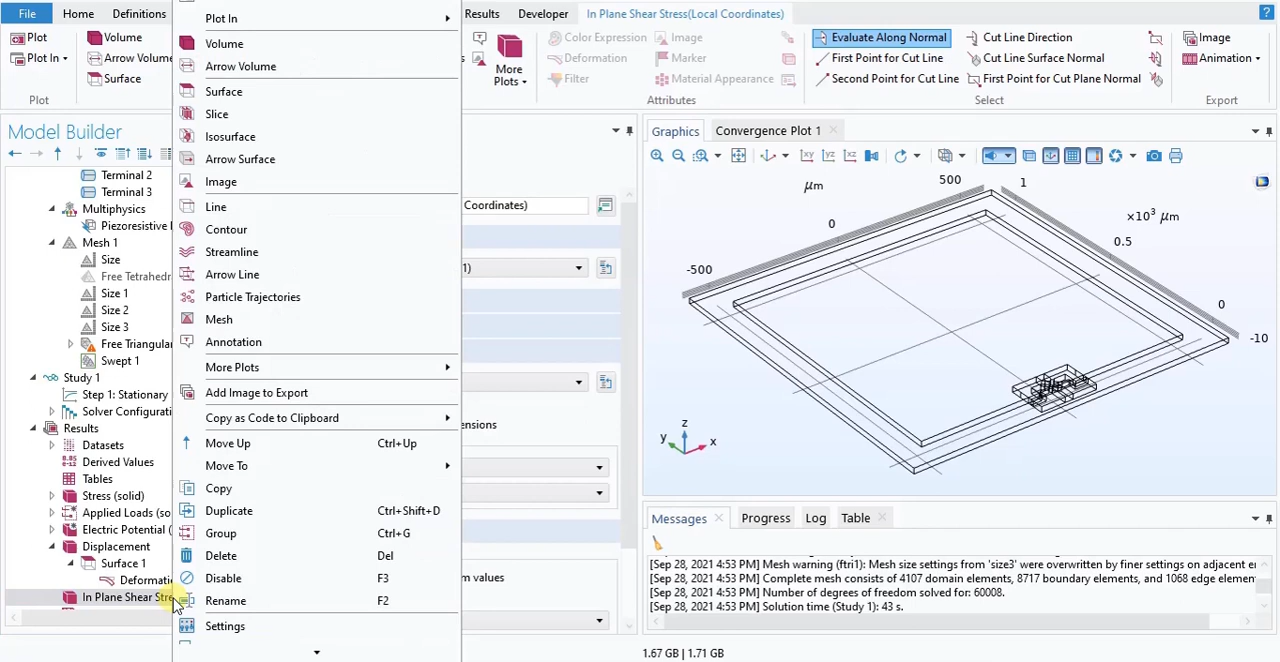 File
Home
Definitions
Results
Developer
In Plane Shear Stress(Local Coordinates)
?
Plot
Volume
Plot In
Arrow Volume
Surface
Plot
More
Plots
Color Expression
Image
Deformation
Marker
Filter
Material Appearance
Attributes
Evaluate Along Normal
Cut Line Direction
First Point for Cut Line
Cut Line Surface Normal
Second Point for Cut Line
First Point for Cut Plane Normal
Select
Image
Animation
Export
Model Builder
Terminal 2
Terminal 3
Multiphysics
Piezoresistive
Mesh 1
Size
Free Tetrahedr
Size 1
Size 2
Size 3
Free Triangular
Swept 1
Study 1
Step 1: Stationary
Solver Configurati
Results
Datasets
Derived Values
Tables
Stress (solid)
Applied Loads (so
Electric Potential (
Displacement
Surface 1
Deformatio
In Plane Shear Stre
Plot In
Volume
Arrow Volume
Surface
Slice
Isosurface
Arrow Surface
Image
Line
Contour
Streamline
Arrow Line
Particle Trajectories
Mesh
Annotation
More Plots
Add Image to Export
Copy as Code to Clipboard
Move Up Ctrl+Up
Move To
Copy
Duplicate Ctrl+Shift+D
Group Ctrl+G
Delete Del
Disable F3
Rename F2
Settings
Coordinates)
1)
ensions
m values
Graphics
Convergence Plot 1
μm
500
1
0
×10³ μm
0.5
-500
0
-10
z
y
x
Messages
Progress
Log
Table
[Sep 28, 2021 4:53 PM] Mesh warning (ftri1): Mesh size settings from 'size3' were overwritten by finer settings on adjacent er
[Sep 28, 2021 4:53 PM] Complete mesh consists of 4107 domain elements, 8717 boundary elements, and 1068 edge elemen
[Sep 28, 2021 4:53 PM] Number of degrees of freedom solved for: 60008.
[Sep 28, 2021 4:53 PM] Solution time (Study 1): 43 s.
1.67 GB | 1.71 GB